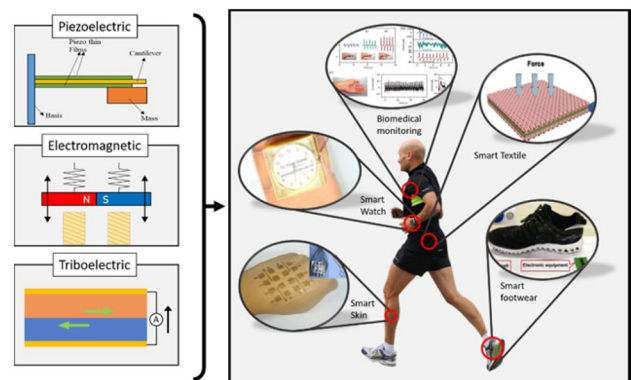 Piezoelectric
Piezo thin
Films
Cantilever
Basis
Mass
Electromagnetic
N S
Triboelectric
A
Biomedical
monitoring
Force
Smart Textile
Smart
Watch
Smart
Skin
Electronic equipment
Smart
footwear